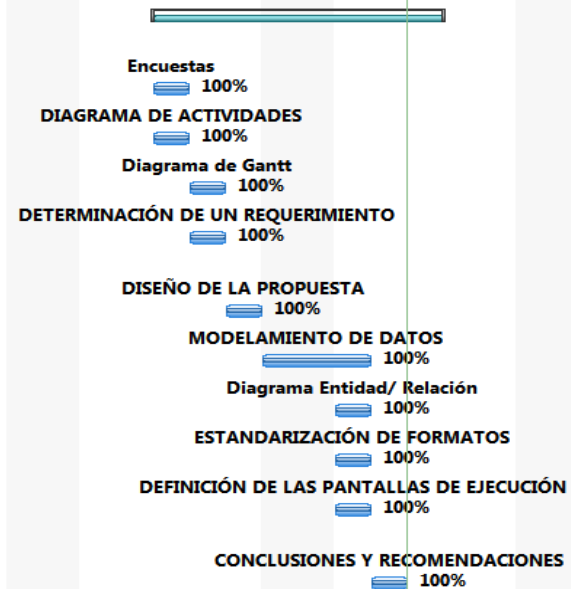 Encuestas
100%
DIAGRAMA DE ACTIVIDADES
100%
Diagrama de Gantt
100%
DETERMINACIÓN DE UN REQUERIMIENTO
100%
DISEÑO DE LA PROPUESTA
100%
MODELAMIENTO DE DATOS
100%
Diagrama Entidad/ Relación
100%
ESTANDARIZACIÓN DE FORMATOS
100%
DEFINICIÓN DE LAS PANTALLAS DE EJECUCIÓN
100%
CONCLUSIONES Y RECOMENDACIONES
100%